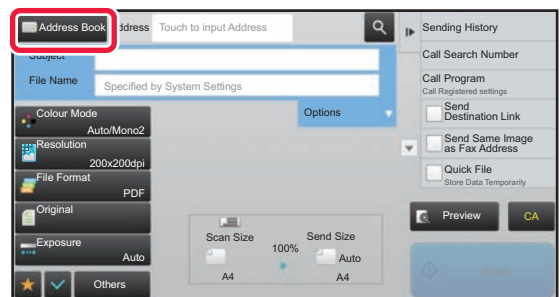 Address Book
ddress
Touch to input Address
Subject
File Name
Specified by System Settings
Options
Colour Mode
Auto/Mono2
Resolution
200x200dpi
File Format
PDF
Original
Exposure
Auto
Others
Scan Size
A4
100%
Send Size
Auto
A4
Sending History
Call Search Number
Call Program
Call Registered settings
Send
Destination Link
Send Same Image
as Fax Address
Quick File
Store Data Temporarily
Preview
CA
Start